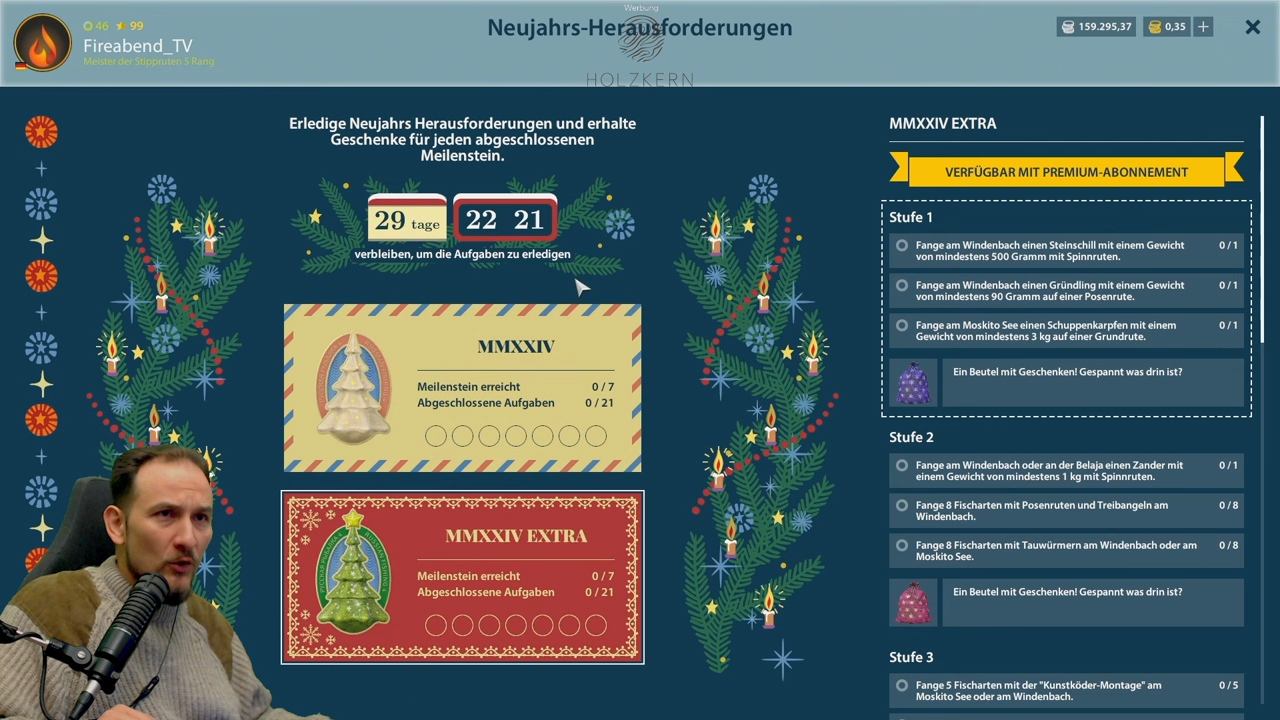 Werbung
46 99
Fireabend_TV
Meister der Stippruten 5 Rang
Neujahrs-Herausforderungen
HOLZKERN
159.295,37
0,35
Erledige Neujahrs Herausforderungen und erhalte
Geschenke für jeden abgeschlossenen
Meilenstein.
29 tage
22 21
verbleiben, um die Aufgaben zu erledigen
MMXXIV
Meilenstein erreicht 0 / 7
Abgeschlossene Aufgaben 0 / 21
MMXXIV EXTRA
Meilenstein erreicht 0 / 7
Abgeschlossene Aufgaben 0 / 21
MMXXIV EXTRA
VERFÜGBAR MIT PREMIUM-ABONNEMENT
Stufe 1
Fange am Windenbach einen Steinschill mit einem Gewicht 0 / 1
von mindestens 500 Gramm mit Spinnruten.
Fange am Windenbach einen Gründling mit einem Gewicht 0 / 1
von mindestens 90 Gramm auf einer Posenrute.
Fange am Moskito See einen Schuppenkarpfen mit einem 0 / 1
Gewicht von mindestens 3 kg auf einer Grundrute.
Ein Beutel mit Geschenken! Gespannt was drin ist?
Stufe 2
Fange am Windenbach oder an der Belaja einen Zander mit 0 / 1
einem Gewicht von mindestens 1 kg mit Spinnruten.
Fange 8 Fischarten mit Posenruten und Treibangeln am 0 / 8
Windenbach.
Fange 8 Fischarten mit Tauwürmern am Windenbach oder am 0 / 8
Moskito See.
Ein Beutel mit Geschenken! Gespannt was drin ist?
Stufe 3
Fange 5 Fischarten mit der "Kunstköder-Montage" am 0 / 5
Moskito See oder am Windenbach.